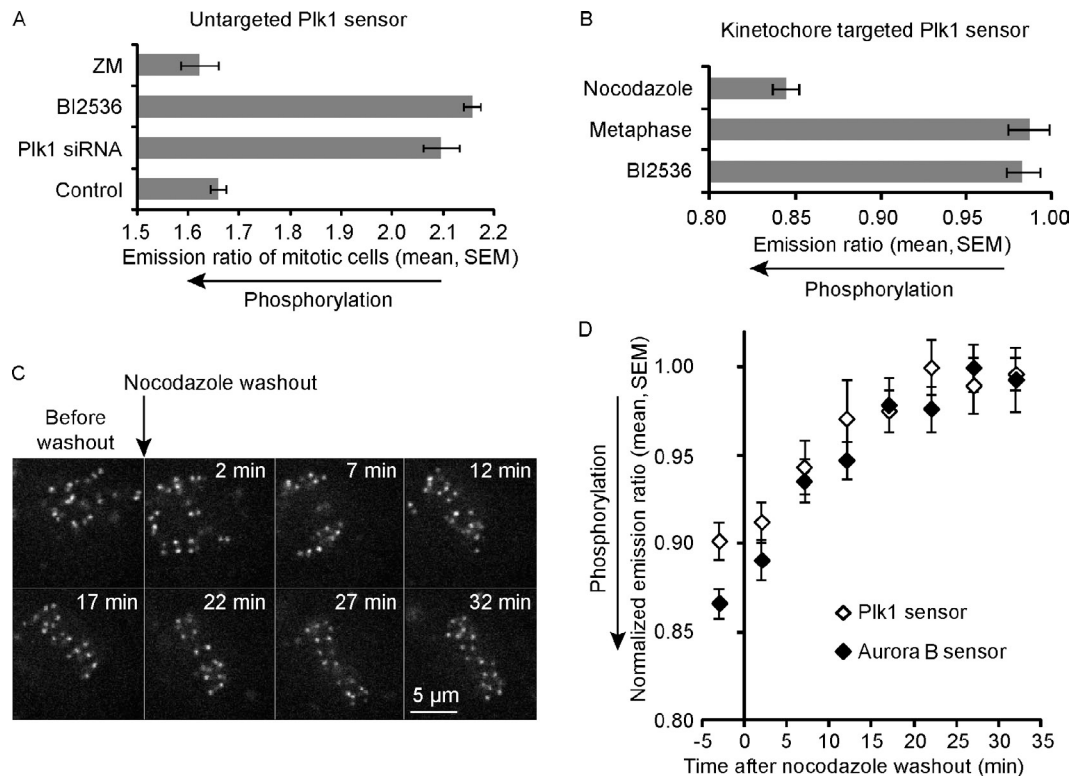 A
Untargeted Plk1 sensor
ZM
BI2536
Plk1 siRNA
Control
1.5 1.6 1.7 1.8 1.9 2.0 2.1 2.2
Emission ratio of mitotic cells (mean, SEM)
Phosphorylation
B
Kinetochore targeted Plk1 sensor
Nocodazole
Metaphase
BI2536
0.80 0.85 0.90 0.95 1.00
Emission ratio (mean, SEM)
Phosphorylation
C
Nocodazole washout
Before
washout
2 min 7 min 12 min
17 min 22 min 27 min 32 min
5 µm
D
Phosphorylation
Normalized emission ratio (mean, SEM)
1.00
0.95
0.90
0.85
0.80
Plk1 sensor
Aurora B sensor
-5 0 5 10 15 20 25 30 35
Time after nocodazole washout (min)